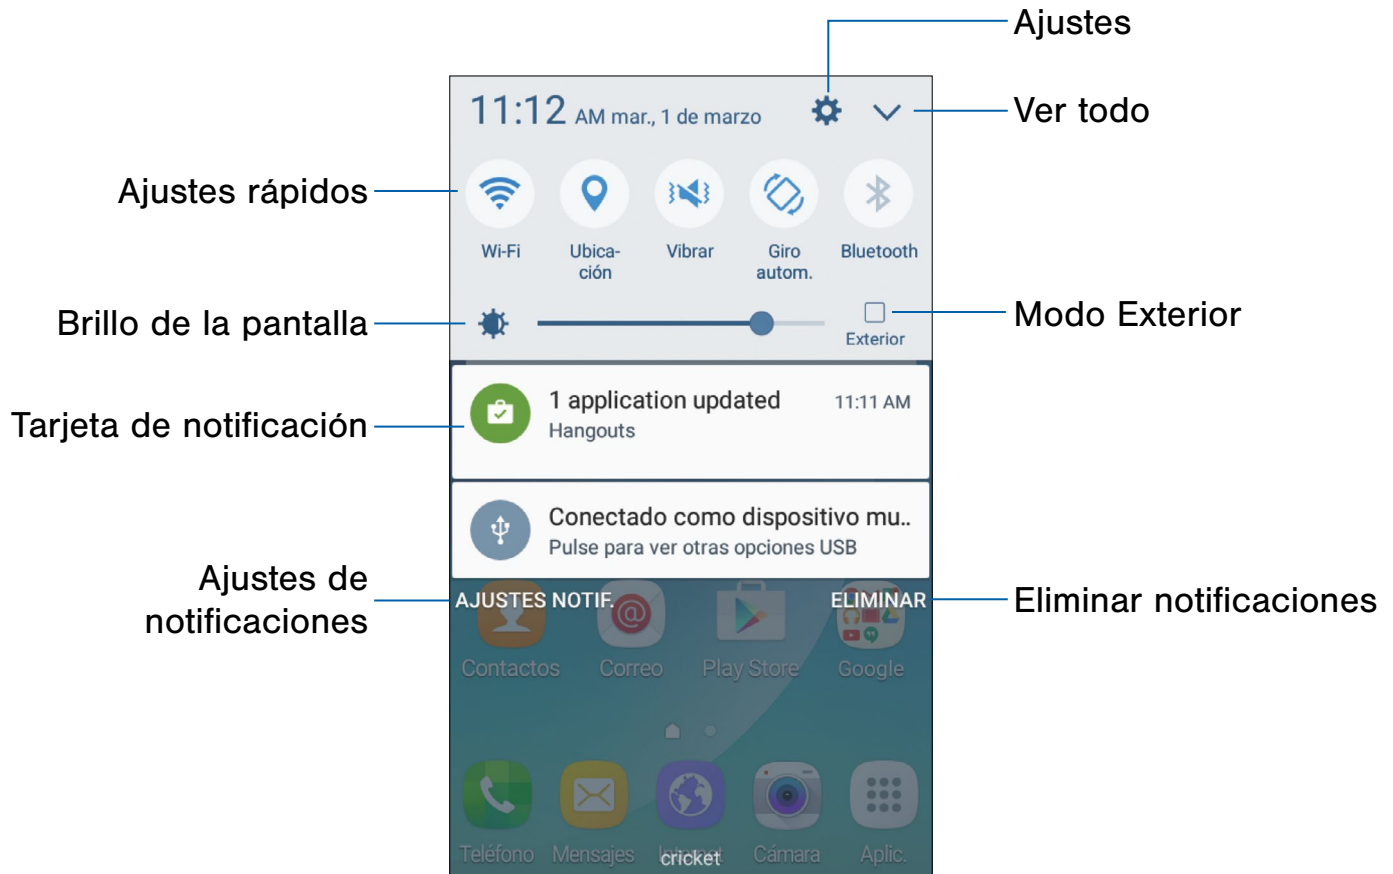 Ajustes
11:12 AM mar., 1 de marzo
Ver todo
Ajustes rápidos
Wi-Fi
Ubica-
ción
Vibrar
Giro
autom.
Bluetooth
Brillo de la pantalla
Exterior
Modo Exterior
Tarjeta de notificación
1 application updated 11:11 AM
Hangouts
Conectado como dispositivo mu..
Pulse para ver otras opciones USB
Ajustes de
notificaciones
AJUSTES NOTIF. ELIMINAR
Eliminar notificaciones
Contactos Correo Play Store Google
Teléfono Mensajes Internet Cámara Aplic.
cricket